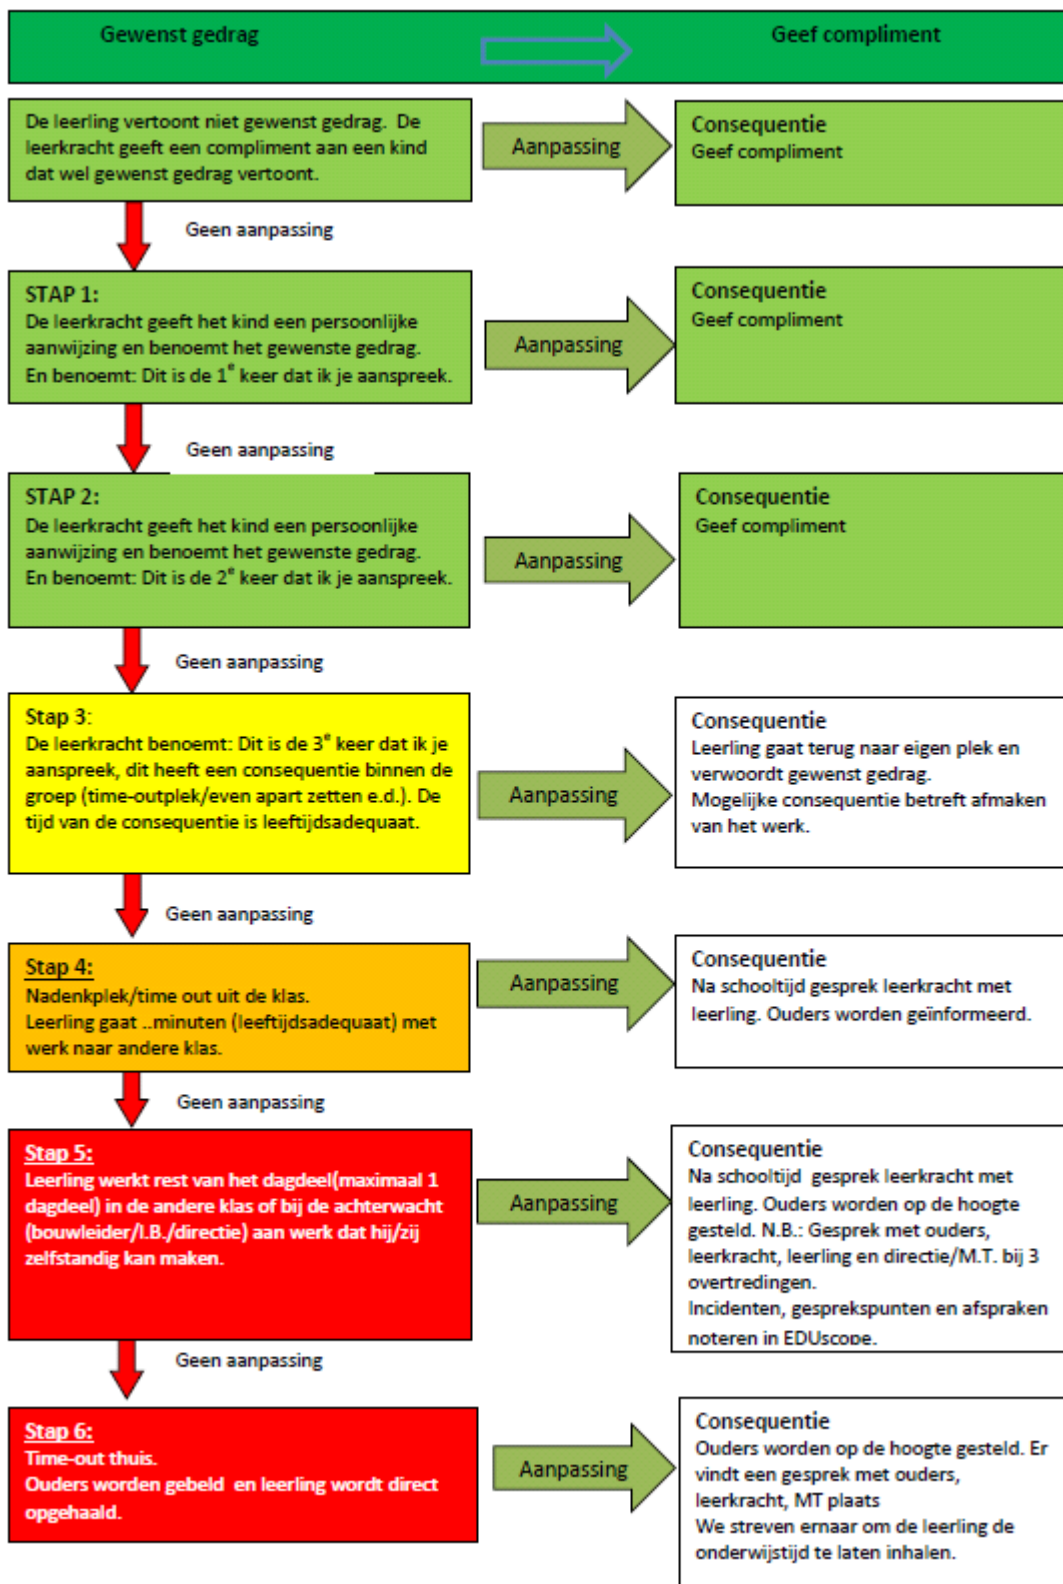 Gewenst gedrag
Geef compliment
De leerling vertoont niet gewenst gedrag. De
leerkracht geeft een compliment aan een kind
dat wel gewenst gedrag vertoont.
Aanpassing
Consequentie
Geef compliment
Geen aanpassing
STAP 1:
De leerkracht geeft het kind een persoonlijke
aanwijzing en benoemt het gewenste gedrag.
En benoemt: Dit is de 1e keer dat ik je aanspreek.
Aanpassing
Consequentie
Geef compliment
Geen aanpassing
STAP 2:
De leerkracht geeft het kind een persoonlijke
aanwijzing en benoemt het gewenste gedrag.
En benoemt: Dit is de 2e keer dat ik je aanspreek.
Aanpassing
Consequentie
Geef compliment
Geen aanpassing
Stap 3:
De leerkracht benoemt: Dit is de 3e keer dat ik je
aanspreek, dit heeft een consequentie binnen de
groep (time-outplek/even apart zetten e.d.). De
tijd van de consequentie is leeftijdsadequaat.
Aanpassing
Consequentie
Leerling gaat terug naar eigen plek en
verwoordt gewenst gedrag.
Mogelijke consequentie betreft afmaken
van het werk.
Geen aanpassing
Stap 4:
Nadenkplek/time out uit de klas.
Leerling gaat ..minuten (leeftijdsadequaat) met
werk naar andere klas.
Aanpassing
Consequentie
Na schooltijd gesprek leerkracht met
leerling. Ouders worden geïnformeerd.
Geen aanpassing
Stap 5:
Leerling werkt rest van het dagdeel(maximaal 1
dagdeel) in de andere klas of bij de achterwacht
(bouwleider/I.B./directie) aan werk dat hij/zij
zelfstandig kan maken.
Aanpassing
Consequentie
Na schooltijd gesprek leerkracht met
leerling. Ouders worden op de hoogte
gesteld. N.B.: Gesprek met ouders,
leerkracht, leerling en directie/M.T. bij 3
overtredingen.
Incidenten, gesprekspunten en afspraken
noteren in EDUscope.
Geen aanpassing
Stap 6:
Time-out thuis.
Ouders worden gebeld en leerling wordt direct
opgehaald.
Aanpassing
Consequentie
Ouders worden op de hoogte gesteld. Er
vindt een gesprek met ouders,
leerkracht, MT plaats
We streven ernaar om de leerling de
onderwijstijd te laten inhalen.